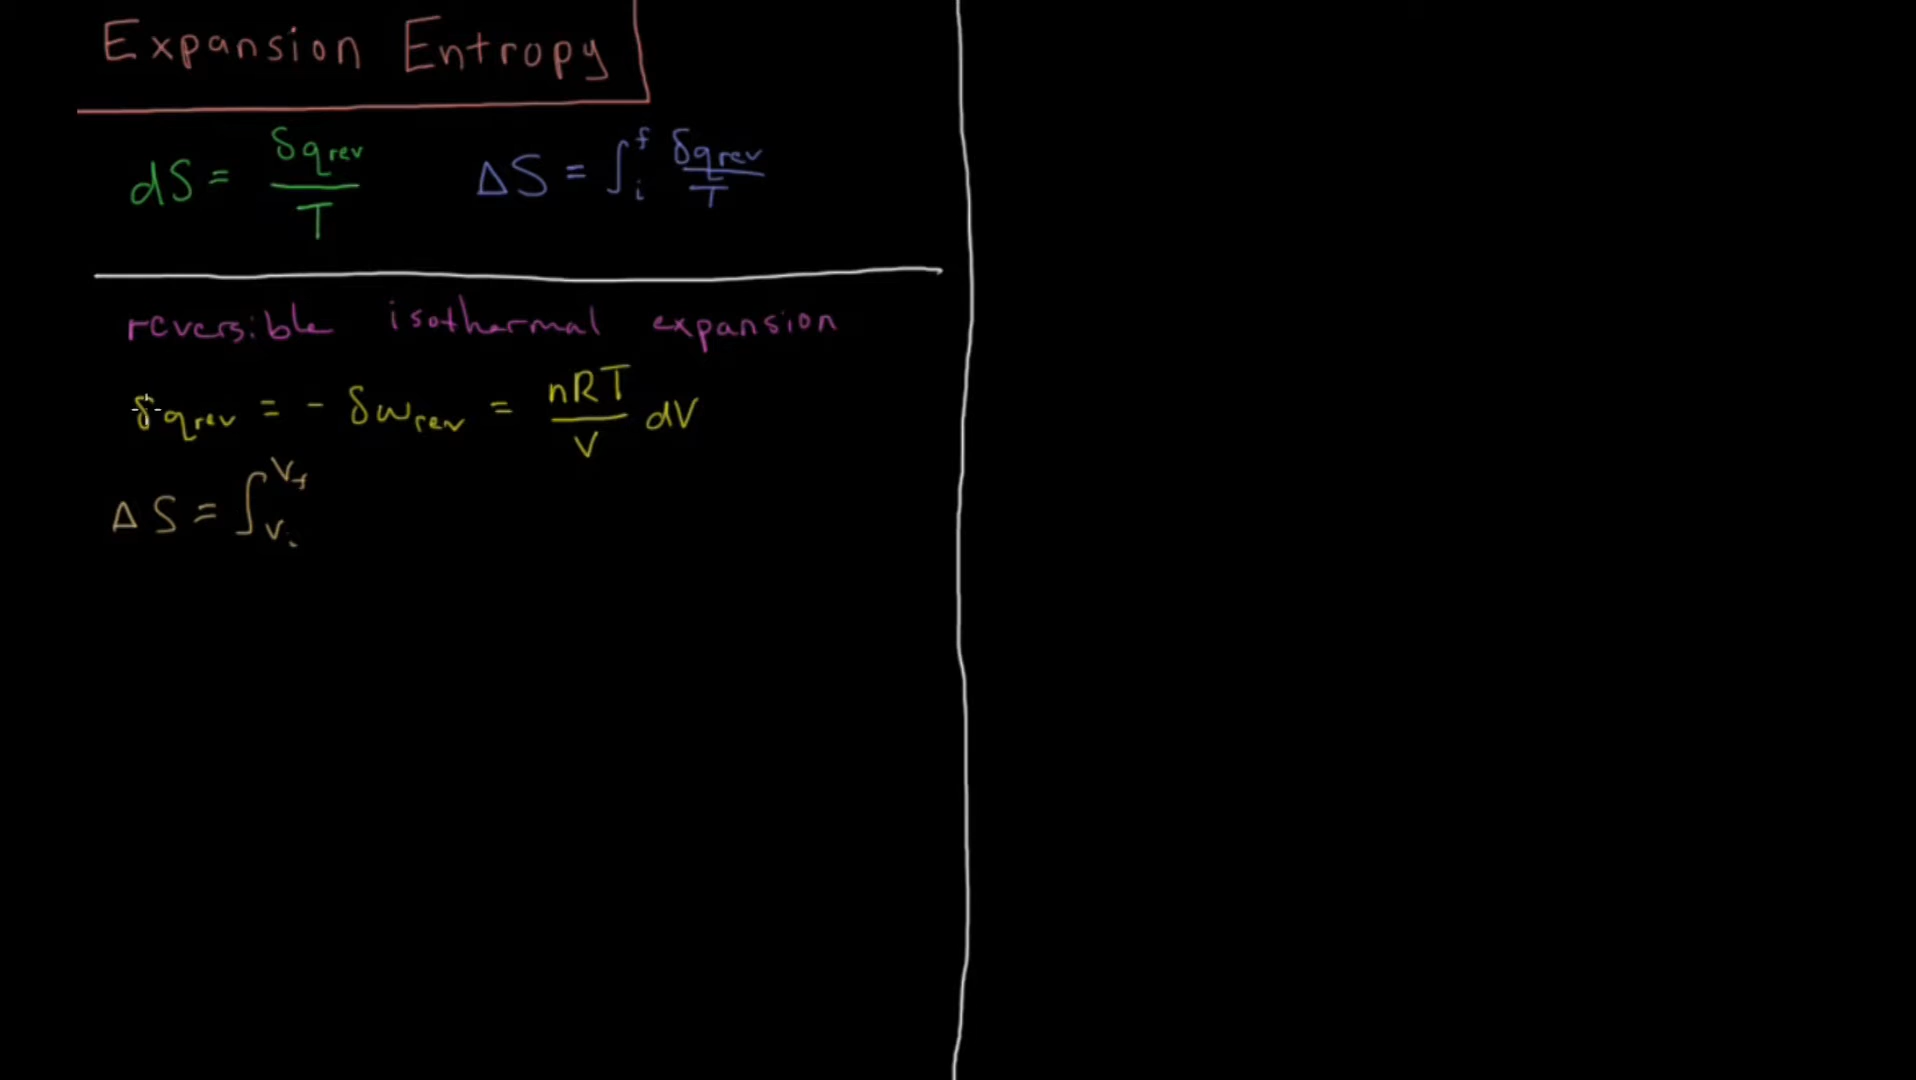 Expansion Entropy
dS = δq_rev / T    ΔS = ∫_i^f δq_rev / T
reversible isothermal expansion
δq_rev = - δw_rev = nRT / V dV
ΔS = ∫_{V_i}^{V_f}